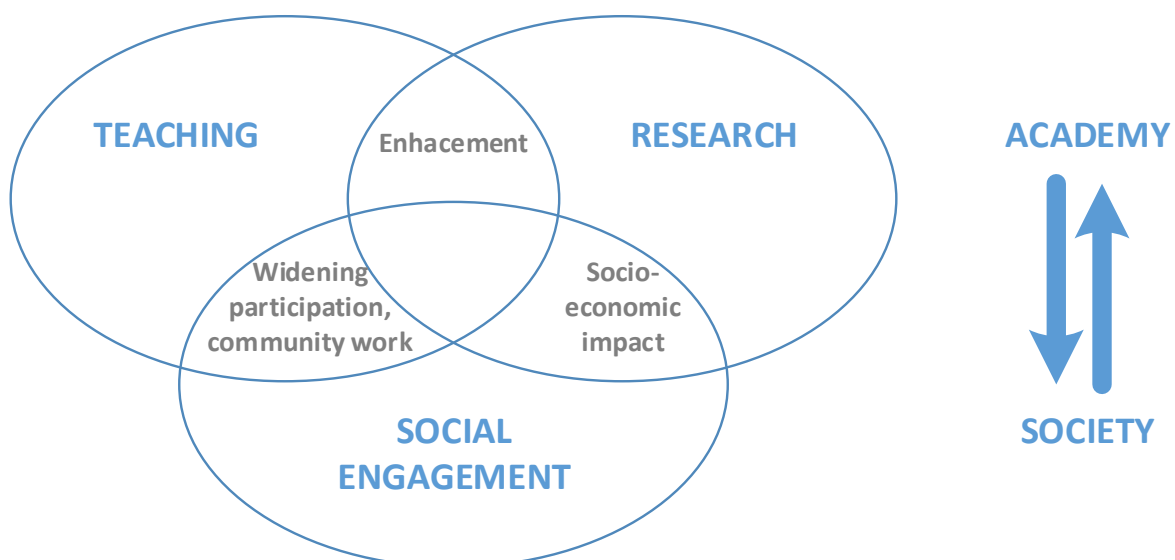 TEACHING
Enhacement
RESEARCH
ACADEMY
Widening
participation,
community work
Socio-
economic
impact
SOCIAL
ENGAGEMENT
SOCIETY